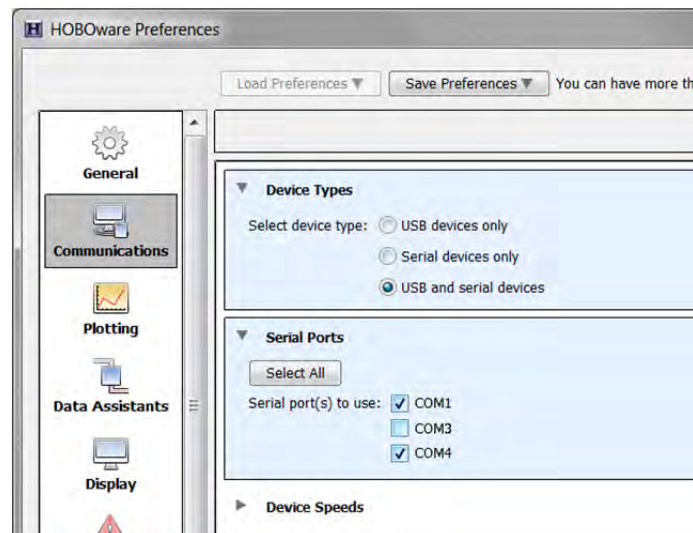 HOBOware Preferences
Load Preferences Save Preferences You can have more th
General
Communications
Plotting
Data Assistants
Display
Device Types
Select device type: USB devices only
Serial devices only
USB and serial devices
Serial Ports
Select All
Serial port(s) to use: COM1
COM3
COM4
Device Speeds